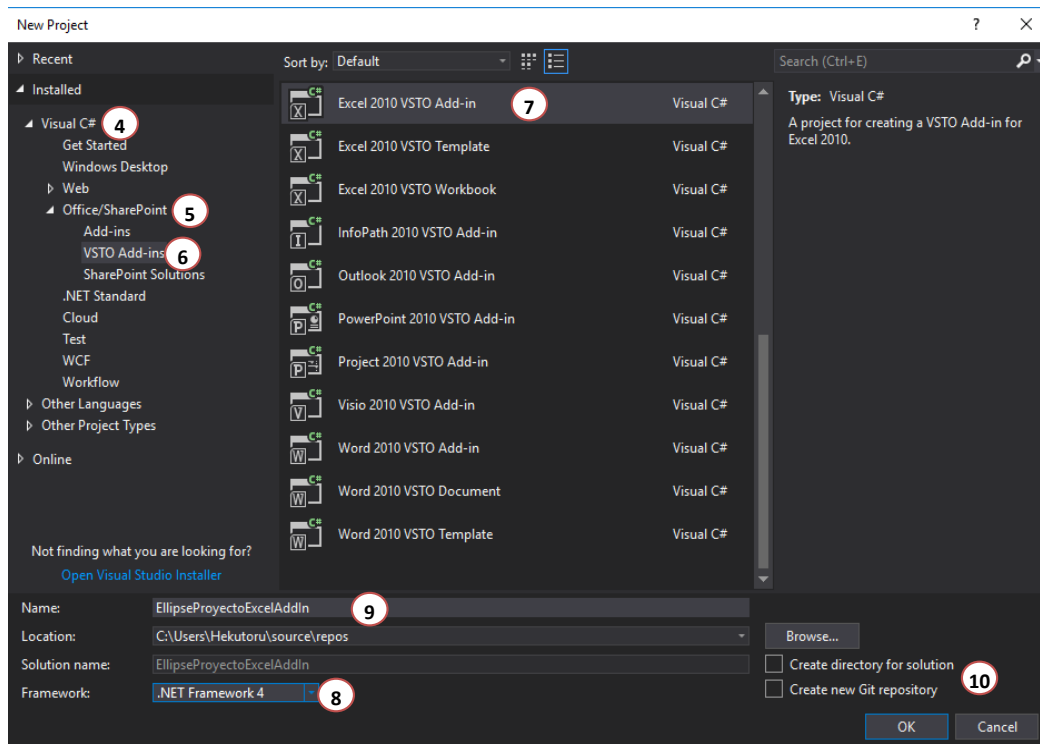 New Project
?
Recent
Sort by: Default
Search (Ctrl+E)
Installed
Visual C# 4
Get Started
Windows Desktop
Web
Office/SharePoint 5
Add-ins
VSTO Add-ins 6
SharePoint Solutions
.NET Standard
Cloud
Test
WCF
Workflow
Other Languages
Other Project Types
Online
Not finding what you are looking for?
Open Visual Studio Installer
C# X Excel 2010 VSTO Add-in 7 Visual C#
C# X Excel 2010 VSTO Template Visual C#
C# X Excel 2010 VSTO Workbook Visual C#
C# I InfoPath 2010 VSTO Add-in Visual C#
C# O Outlook 2010 VSTO Add-in Visual C#
C# P PowerPoint 2010 VSTO Add-in Visual C#
C# P Project 2010 VSTO Add-in Visual C#
C# V Visio 2010 VSTO Add-in Visual C#
C# W Word 2010 VSTO Add-in Visual C#
C# W Word 2010 VSTO Document Visual C#
C# W Word 2010 VSTO Template Visual C#
Type: Visual C#
A project for creating a VSTO Add-in for
Excel 2010.
Name: EllipseProyectoExcelAddIn 9
Location: C:\Users\Hekutoru\source\repos Browse...
Solution name: EllipseProyectoExcelAddIn Create directory for solution
Framework: .NET Framework 4 8 Create new Git repository 10
OK Cancel